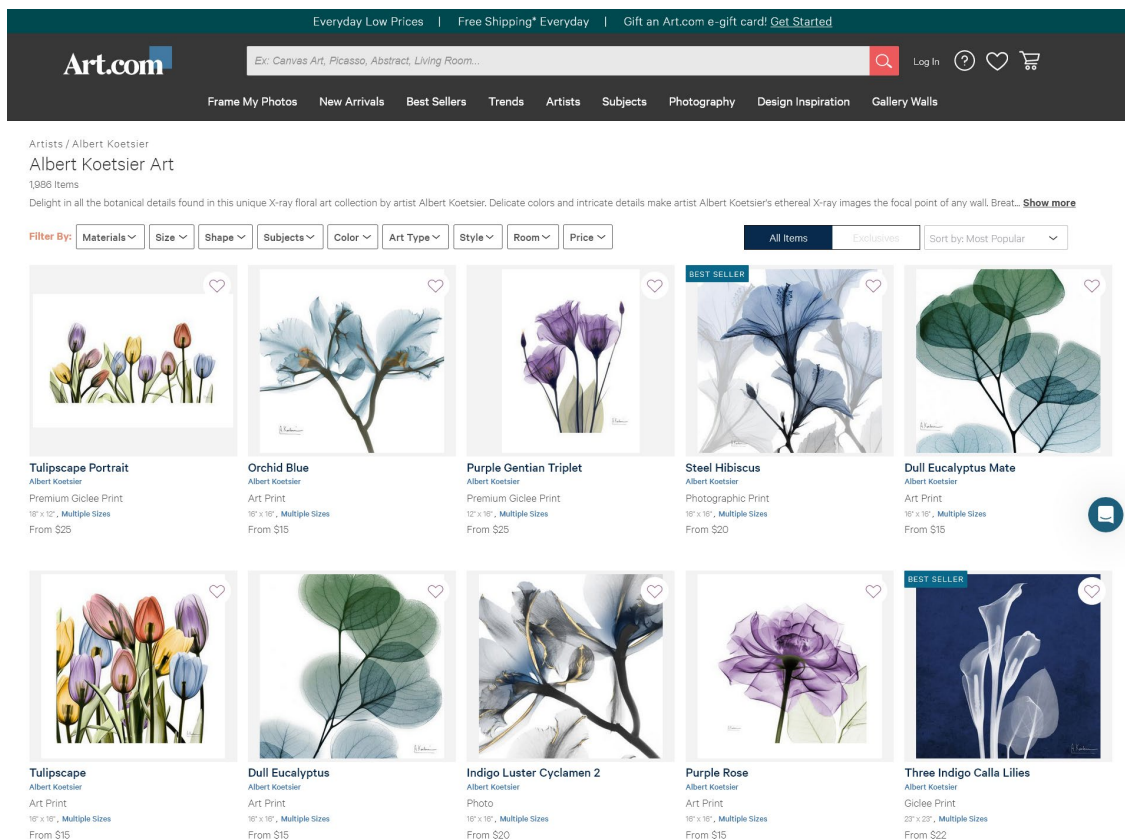 Everyday Low Prices | Free Shipping* Everyday | Gift an Art.com e-gift card! Get Started
Art.com
Ex: Canvas Art, Picasso, Abstract, Living Room...
Log In
?
Frame My Photos New Arrivals Best Sellers Trends Artists Subjects Photography Design Inspiration Gallery Walls
Artists / Albert Koetsier
Albert Koetsier Art
1,986 Items
Delight in all the botanical details found in this unique X-ray floral art collection by artist Albert Koetsier. Delicate colors and intricate details make artist Albert Koetsier's ethereal X-ray images the focal point of any wall. Breat... Show more
Filter By: Materials Size Shape Subjects Color Art Type Style Room Price All Items Exclusives Sort by: Most Popular
BEST SELLER
Tulipscape Portrait
Albert Koetsier
Premium Giclee Print
18" x 12", Multiple Sizes
From $25
Orchid Blue
Albert Koetsier
Art Print
16" x 16", Multiple Sizes
From $15
Purple Gentian Triplet
Albert Koetsier
Premium Giclee Print
12" x 16", Multiple Sizes
From $25
Steel Hibiscus
Albert Koetsier
Photographic Print
16" x 16", Multiple Sizes
From $20
Dull Eucalyptus Mate
Albert Koetsier
Art Print
16" x 16", Multiple Sizes
From $15
BEST SELLER
Tulipscape
Albert Koetsier
Art Print
16" x 16", Multiple Sizes
From $15
Dull Eucalyptus
Albert Koetsier
Art Print
16" x 16", Multiple Sizes
From $15
Indigo Luster Cyclamen 2
Albert Koetsier
Photo
16" x 16", Multiple Sizes
From $20
Purple Rose
Albert Koetsier
Art Print
16" x 16", Multiple Sizes
From $15
Three Indigo Calla Lilies
Albert Koetsier
Giclee Print
23" x 23", Multiple Sizes
From $22